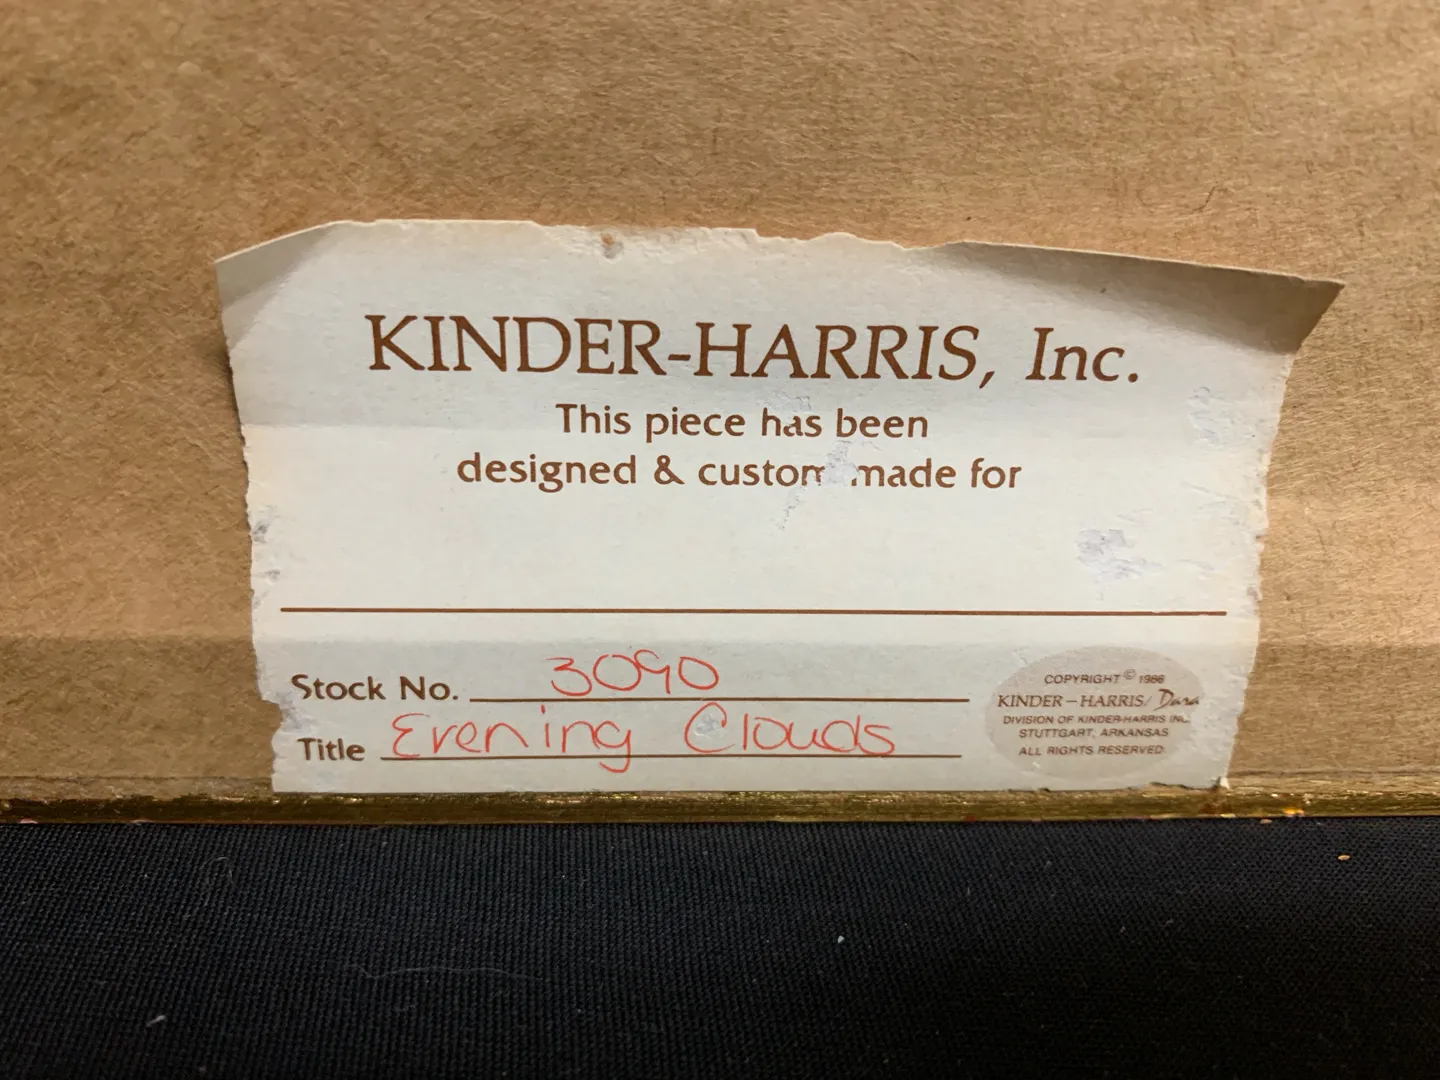 KINDER-HARRIS, Inc.
This piece has been
designed & custom made for
Stock No. 3090
Title Evening Clouds
COPYRIGHT © 1986
KINDER-HARRIS/Dara
DIVISION OF KINDER-HARRIS INC.
STUTTGART, ARKANSAS
ALL RIGHTS RESERVED